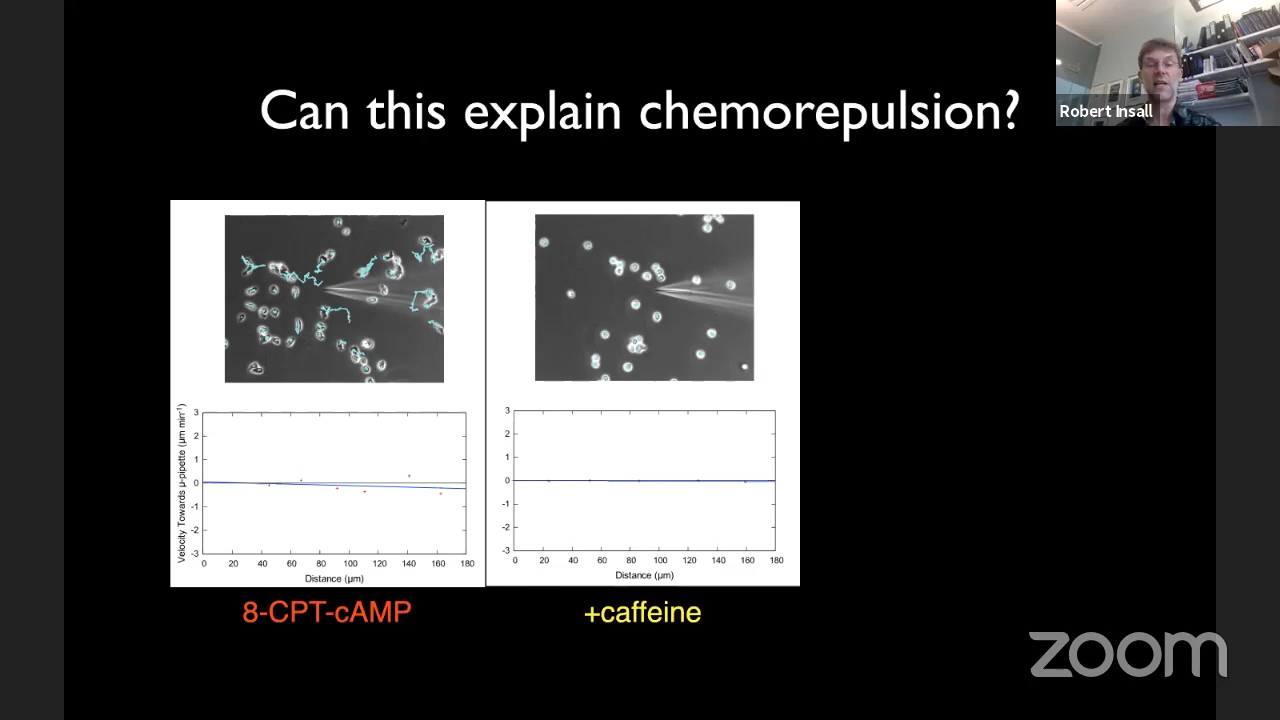 Can this explain chemorepulsion?
Robert Insall
Velocity Towards μ-pipette (μm min⁻¹)
3
2
1
0
-1
-2
-3
0 20 40 60 80 100 120 140 160 180
Distance (μm)
3
2
1
0
-1
-2
-3
0 20 40 60 80 100 120 140 160 180
Distance (μm)
8-CPT-cAMP
+caffeine
zoom